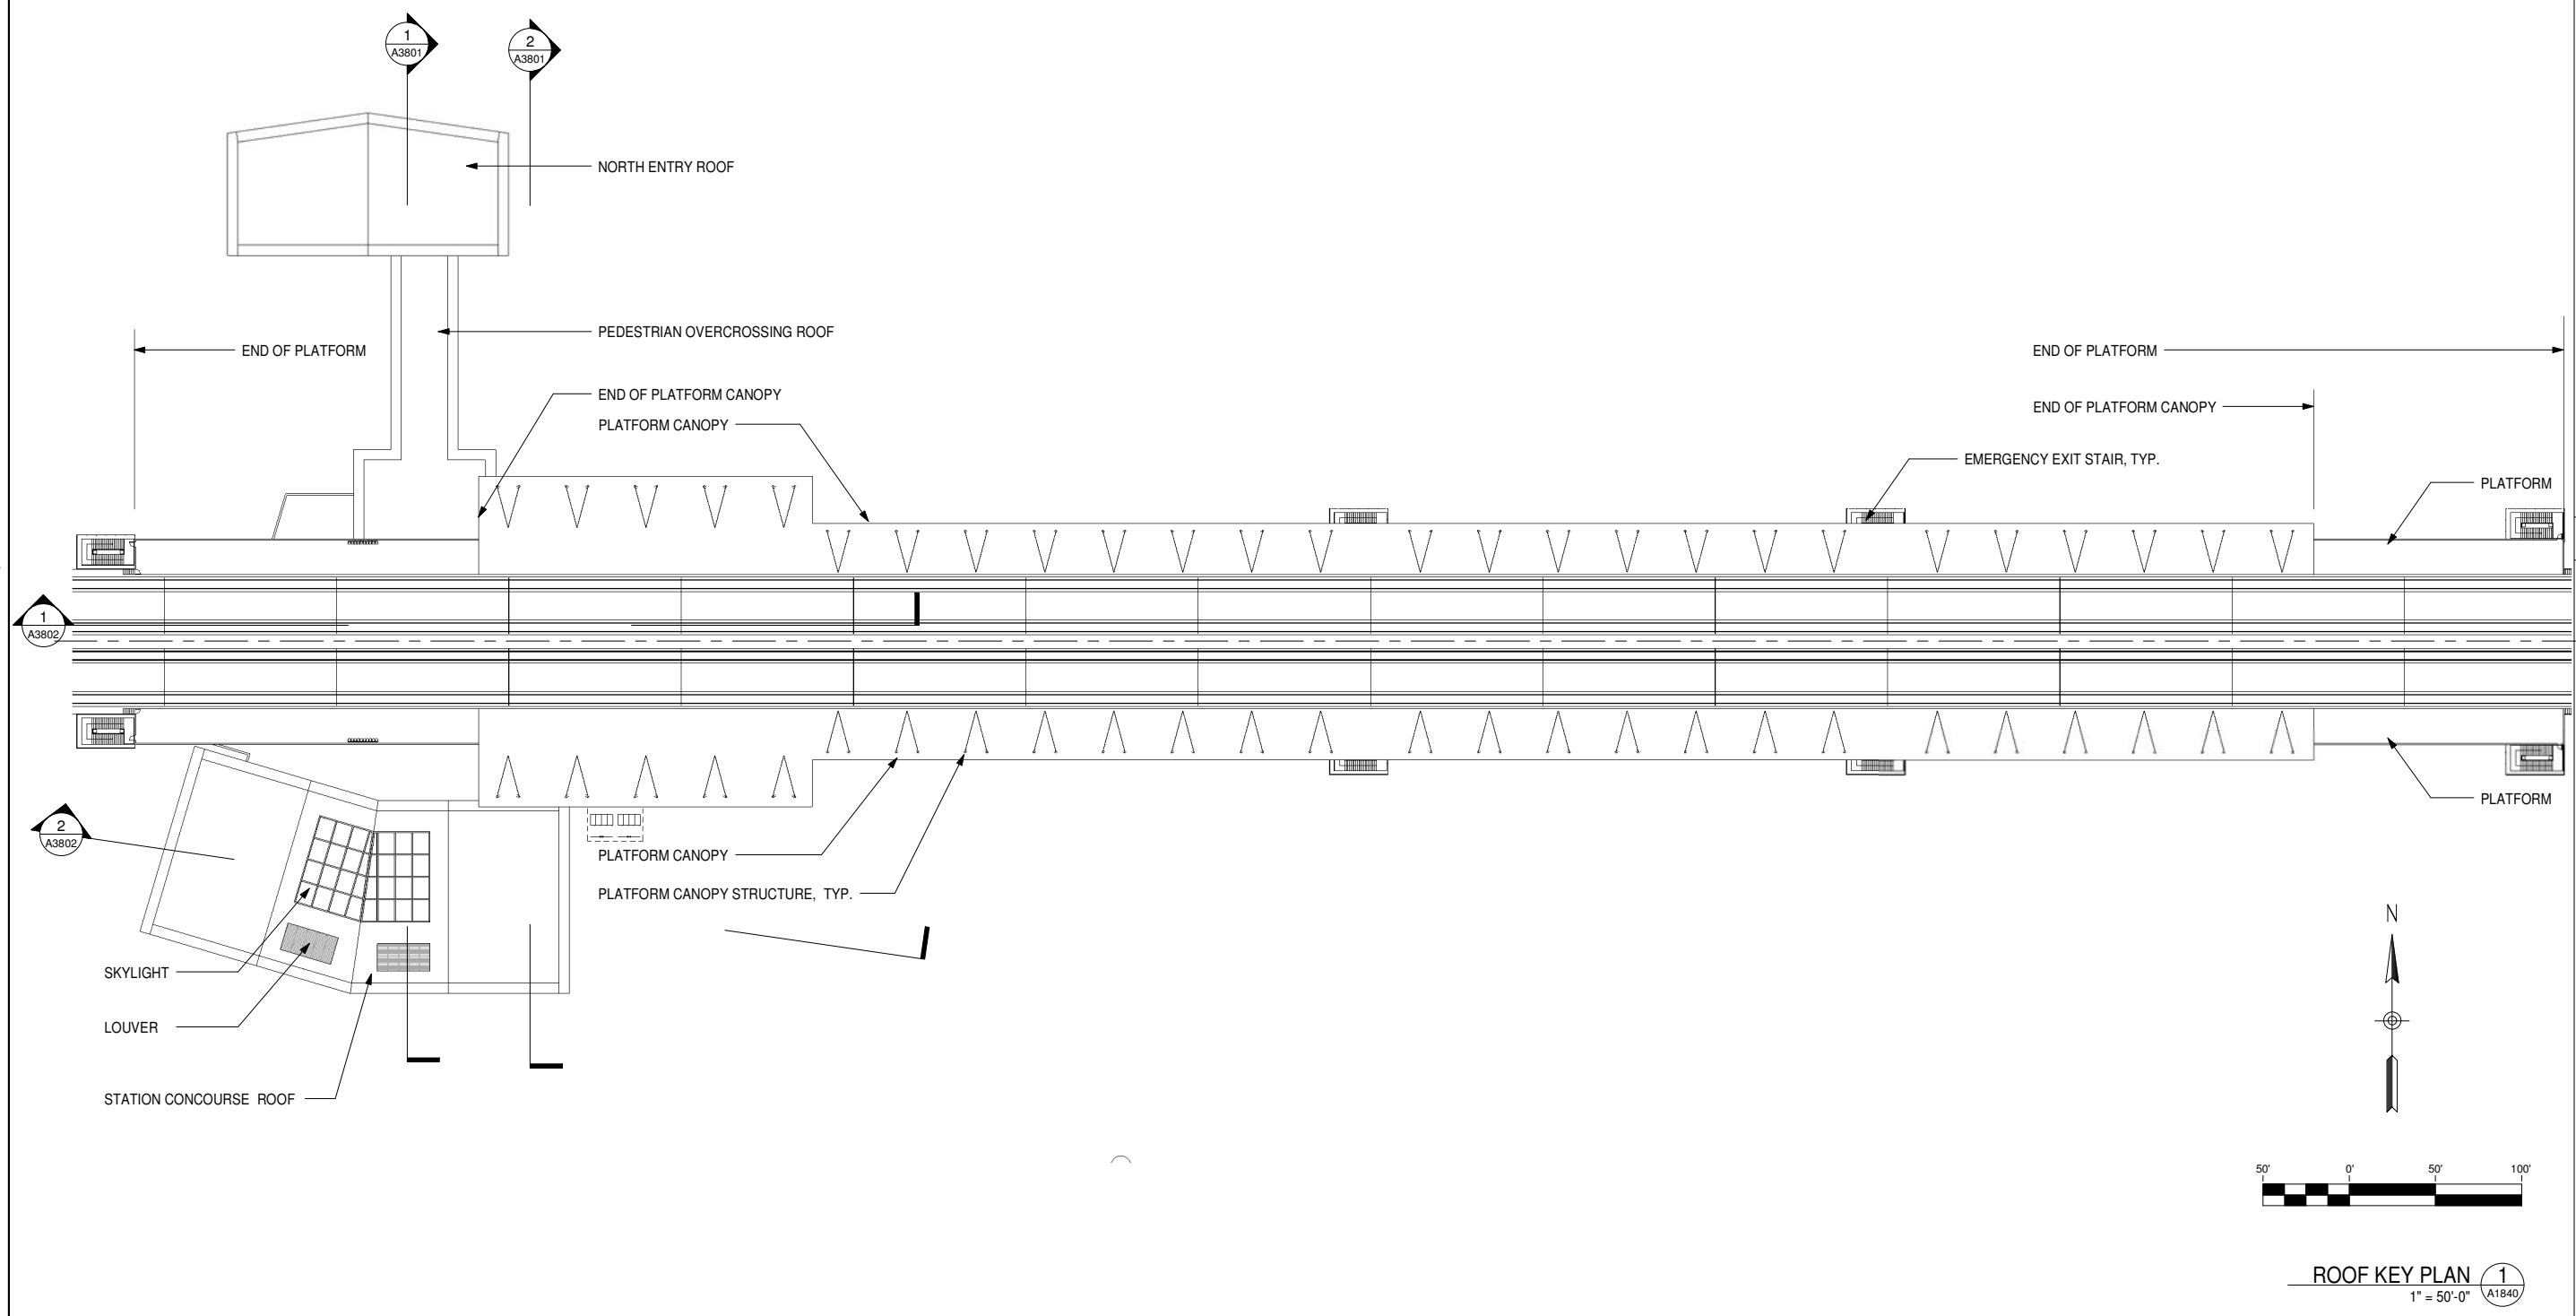 1
A3801
2
A3801
NORTH ENTRY ROOF
PEDESTRIAN OVERCROSSING ROOF
END OF PLATFORM
END OF PLATFORM
END OF PLATFORM CANOPY
END OF PLATFORM CANOPY
PLATFORM CANOPY
EMERGENCY EXIT STAIR, TYP.
PLATFORM
1
A3802
PLATFORM
2
A3802
PLATFORM CANOPY
PLATFORM CANOPY STRUCTURE, TYP.
SKYLIGHT
LOUVER
STATION CONCOURSE ROOF
N
50' 0' 50' 100'
ROOF KEY PLAN 1
1" = 50'-0" A1840